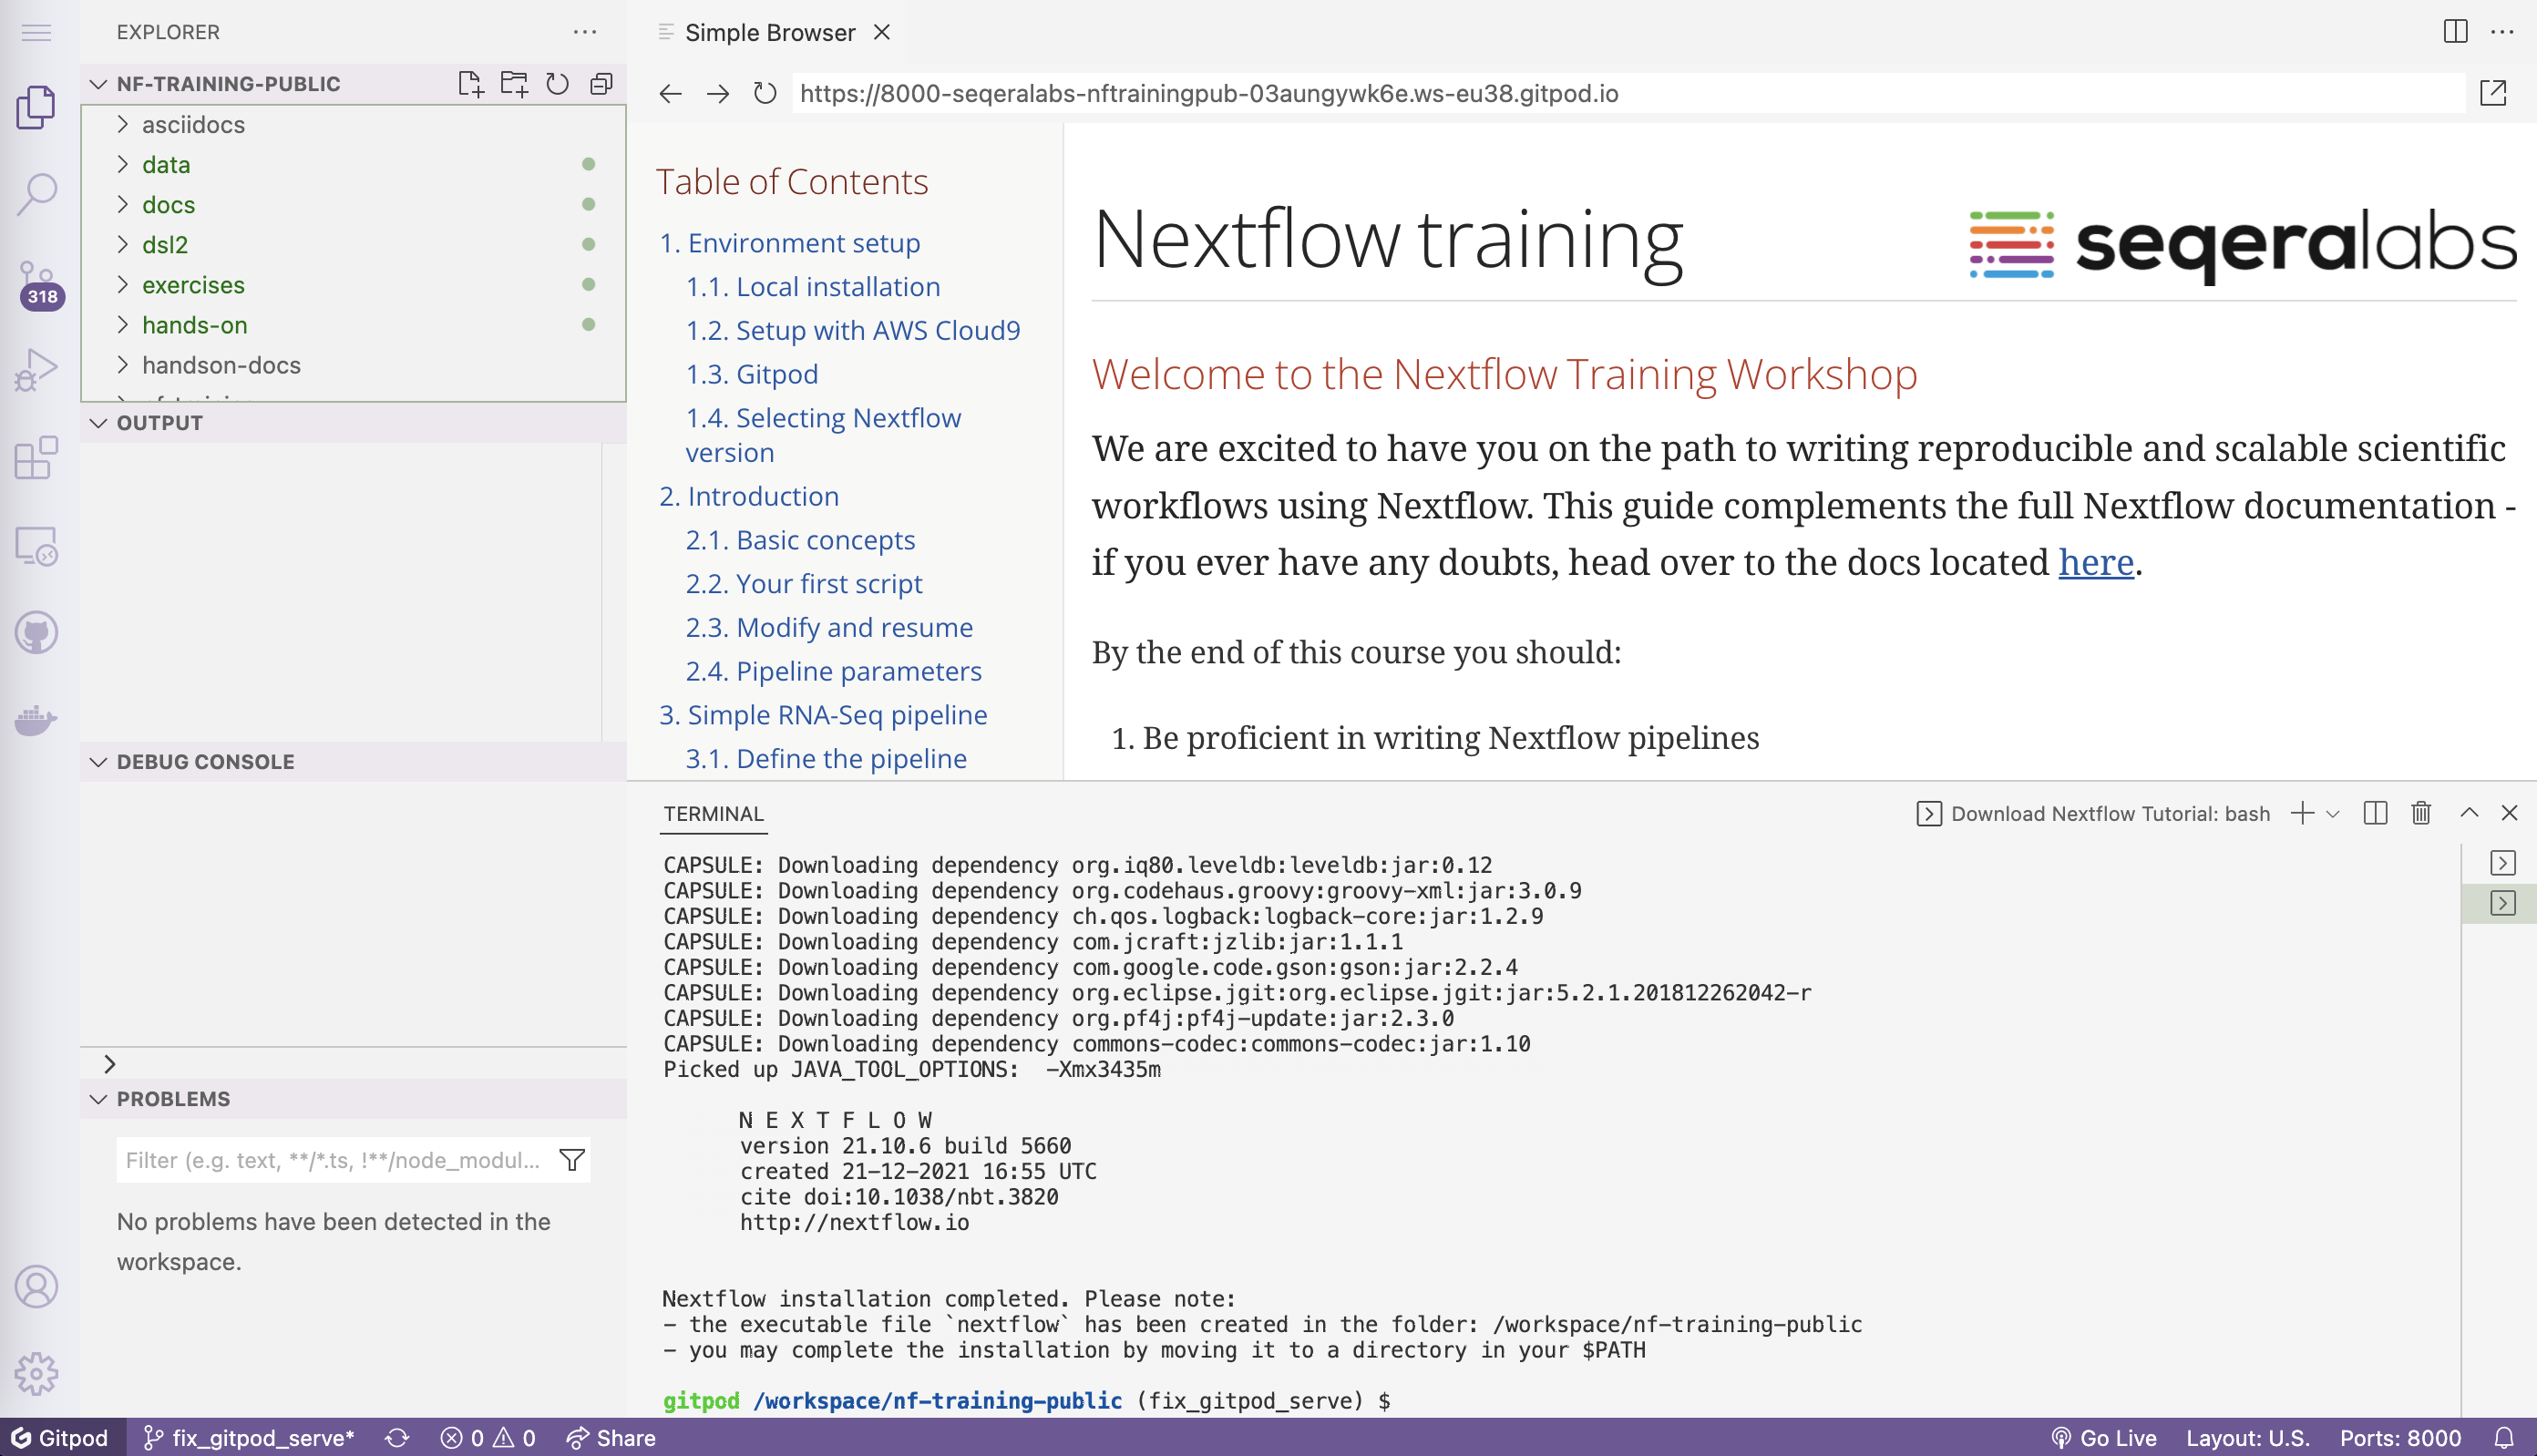 EXPLORER
NF-TRAINING-PUBLIC
asciidocs
data
docs
dsl2
exercises
hands-on
handson-docs
OUTPUT
DEBUG CONSOLE
PROBLEMS
Filter (e.g. text, **/*.ts, !**/node_modul...
No problems have been detected in the
workspace.
318
Simple Browser
https://8000-seqeralabs-nftrainingpub-03aungywk6e.ws-eu38.gitpod.io
Table of Contents
1. Environment setup
1.1. Local installation
1.2. Setup with AWS Cloud9
1.3. Gitpod
1.4. Selecting Nextflow
version
2. Introduction
2.1. Basic concepts
2.2. Your first script
2.3. Modify and resume
2.4. Pipeline parameters
3. Simple RNA-Seq pipeline
3.1. Define the pipeline
Nextflow training
seqeralabs
Welcome to the Nextflow Training Workshop
We are excited to have you on the path to writing reproducible and scalable scientific
workflows using Nextflow. This guide complements the full Nextflow documentation -
if you ever have any doubts, head over to the docs located here.
By the end of this course you should:
1. Be proficient in writing Nextflow pipelines
TERMINAL
Download Nextflow Tutorial: bash
CAPSULE: Downloading dependency org.iq80.leveldb:leveldb:jar:0.12
CAPSULE: Downloading dependency org.codehaus.groovy:groovy-xml:jar:3.0.9
CAPSULE: Downloading dependency ch.qos.logback:logback-core:jar:1.2.9
CAPSULE: Downloading dependency com.jcraft:jzlib:jar:1.1.1
CAPSULE: Downloading dependency com.google.code.gson:gson:jar:2.2.4
CAPSULE: Downloading dependency org.eclipse.jgit:org.eclipse.jgit:jar:5.2.1.201812262042-r
CAPSULE: Downloading dependency org.pf4j:pf4j-update:jar:2.3.0
CAPSULE: Downloading dependency commons-codec:commons-codec:jar:1.10
Picked up JAVA_TOOL_OPTIONS:  -Xmx3435m
N E X T F L O W
version 21.10.6 build 5660
created 21-12-2021 16:55 UTC
cite doi:10.1038/nbt.3820
http://nextflow.io
Nextflow installation completed. Please note:
- the executable file `nextflow` has been created in the folder: /workspace/nf-training-public
- you may complete the installation by moving it to a directory in your $PATH
gitpod /workspace/nf-training-public (fix_gitpod_serve) $
Gitpod fix_gitpod_serve* 0 0 Share Go Live Layout: U.S. Ports: 8000